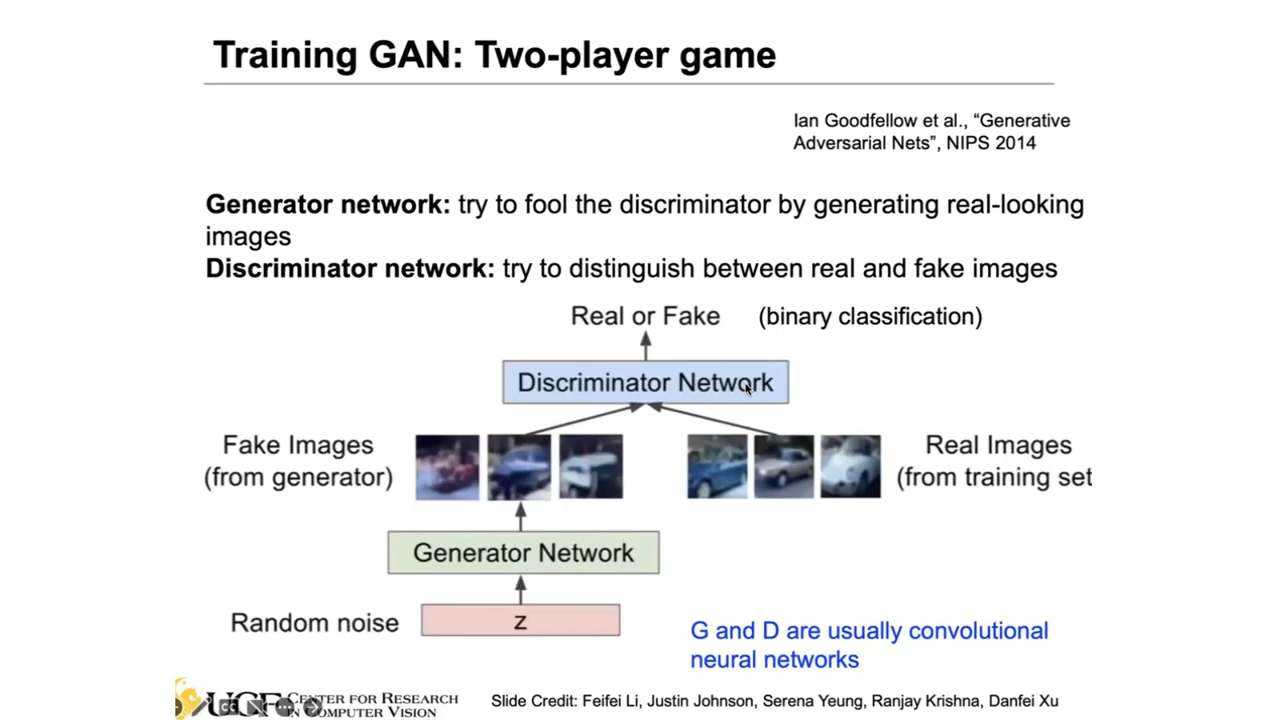 Training GAN: Two-player game
Ian Goodfellow et al., “Generative
Adversarial Nets”, NIPS 2014
Generator network: try to fool the discriminator by generating real-looking
images
Discriminator network: try to distinguish between real and fake images
Real or Fake (binary classification)
Discriminator Network
Fake Images
(from generator)
Real Images
(from training set
Generator Network
Random noise
z
G and D are usually convolutional
neural networks
UCF CENTER FOR RESEARCH
IN COMPUTER VISION
Slide Credit: Feifei Li, Justin Johnson, Serena Yeung, Ranjay Krishna, Danfei Xu